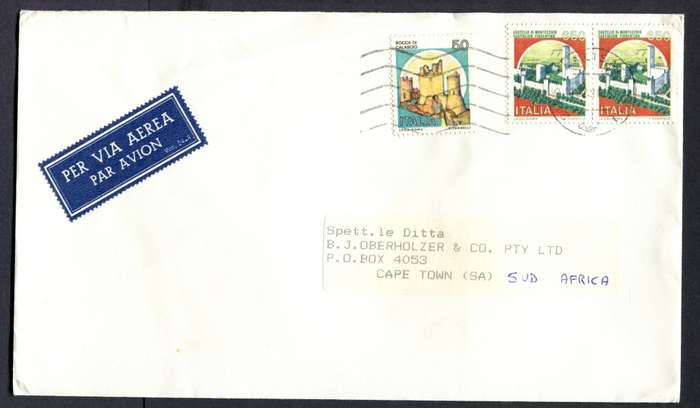 PER VIA AEREA
PAR AVION
ROCCA DI
CALASCIO
50
ITALIA
CASTELLO DI MONTECCHIO
CASTIGLION FIORENTINO
650
ITALIA
CASTELLO DI MONTECCHIO
CASTIGLION FIORENTINO
650
ITALIA
Spett.le Ditta
B.J.OBERHOLZER & CO. PTY LTD
P.O.BOX 4053
CAPE TOWN (SA) SUD AFRICA